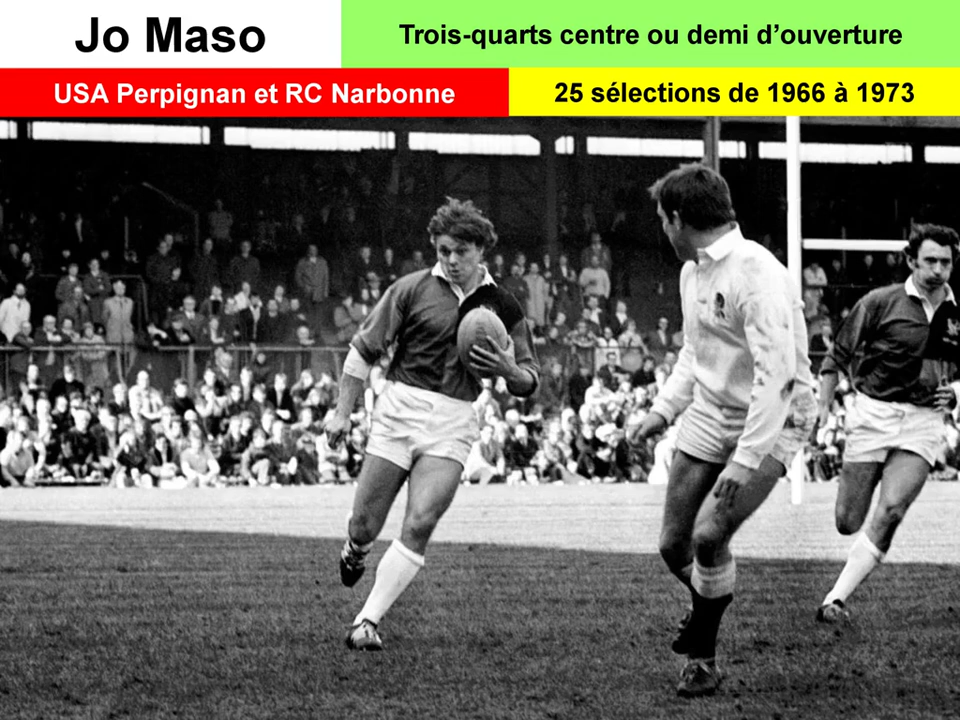 Jo Maso
Trois-quarts centre ou demi d’ouverture
USA Perpignan et RC Narbonne
25 sélections de 1966 à 1973